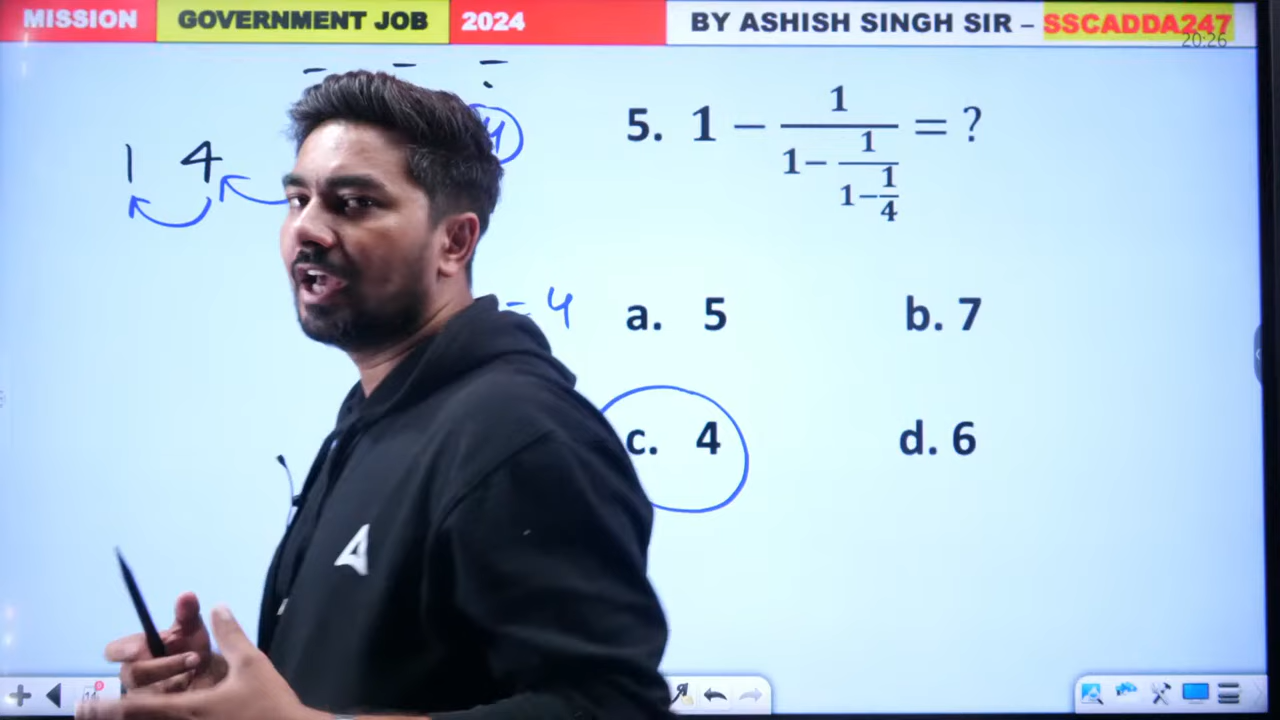 MISSION GOVERNMENT JOB 2024 BY ASHISH SINGH SIR – SSCADDA247
20:26
1 4
4
5. 1 − 1/(1−1/(1−1/4)) = ?
= 4
a. 5 b. 7
c. 4 d. 6